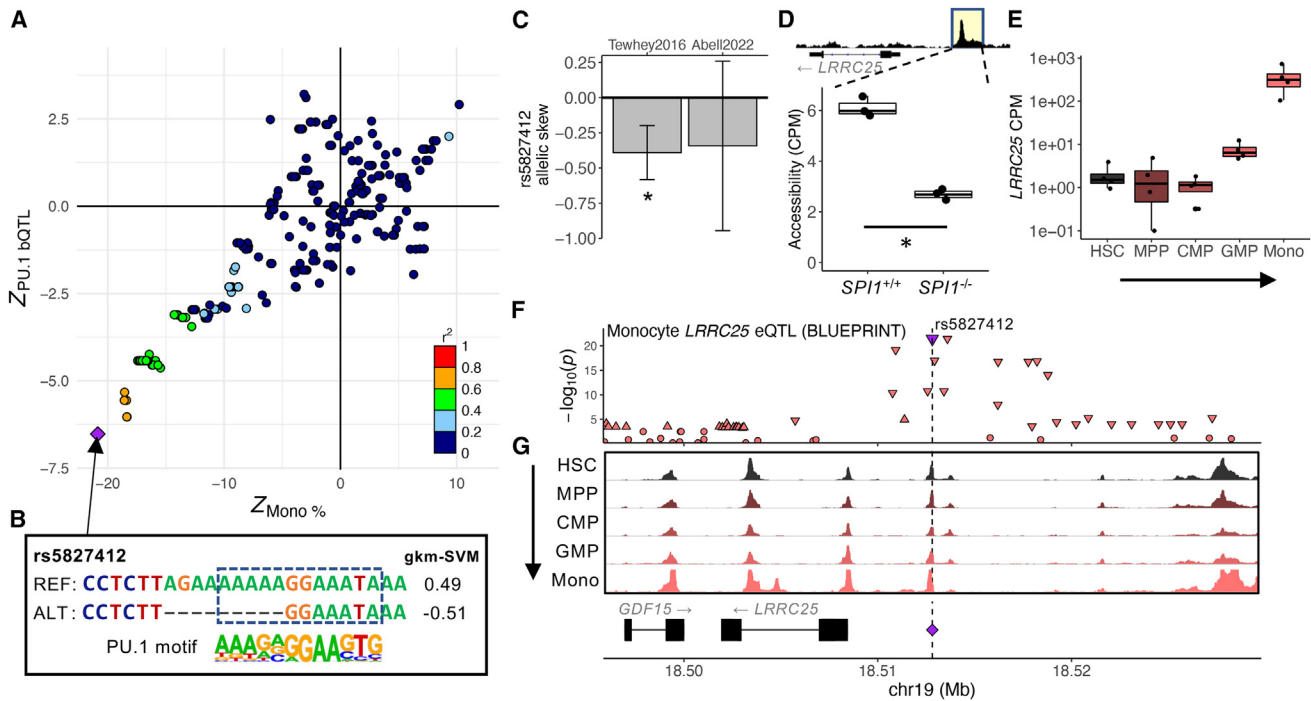 A
Z PU.1 bQTL
2.5
0.0
−2.5
−5.0
−7.5
−20
−10
0
10
Z Mono %
r²
1
0.8
0.6
0.4
0.2
0
B
rs5827412
gkm-SVM
REF: CCTCTTAGAAAAAAAGGAAATAAA 0.49
ALT: CCTCTT---------GGAAATAAA -0.51
PU.1 motif
C
Tewhey2016 Abell2022
rs5827412
allelic skew
0.25
0.00
−0.25
−0.50
−0.75
−1.00
*
D
← LRRC25
Accessibility (CPM)
6
4
2
0
*
SPI1+/+ SPI1-/-
E
LRRC25 CPM
1e+03
1e+02
1e+01
1e+00
1e−01
HSC MPP CMP GMP Mono
F
Monocyte LRRC25 eQTL (BLUEPRINT)
rs5827412
−log10(p)
20
15
10
5
G
HSC
MPP
CMP
GMP
Mono
GDF15 →
← LRRC25
18.50 18.51 18.52
chr19 (Mb)